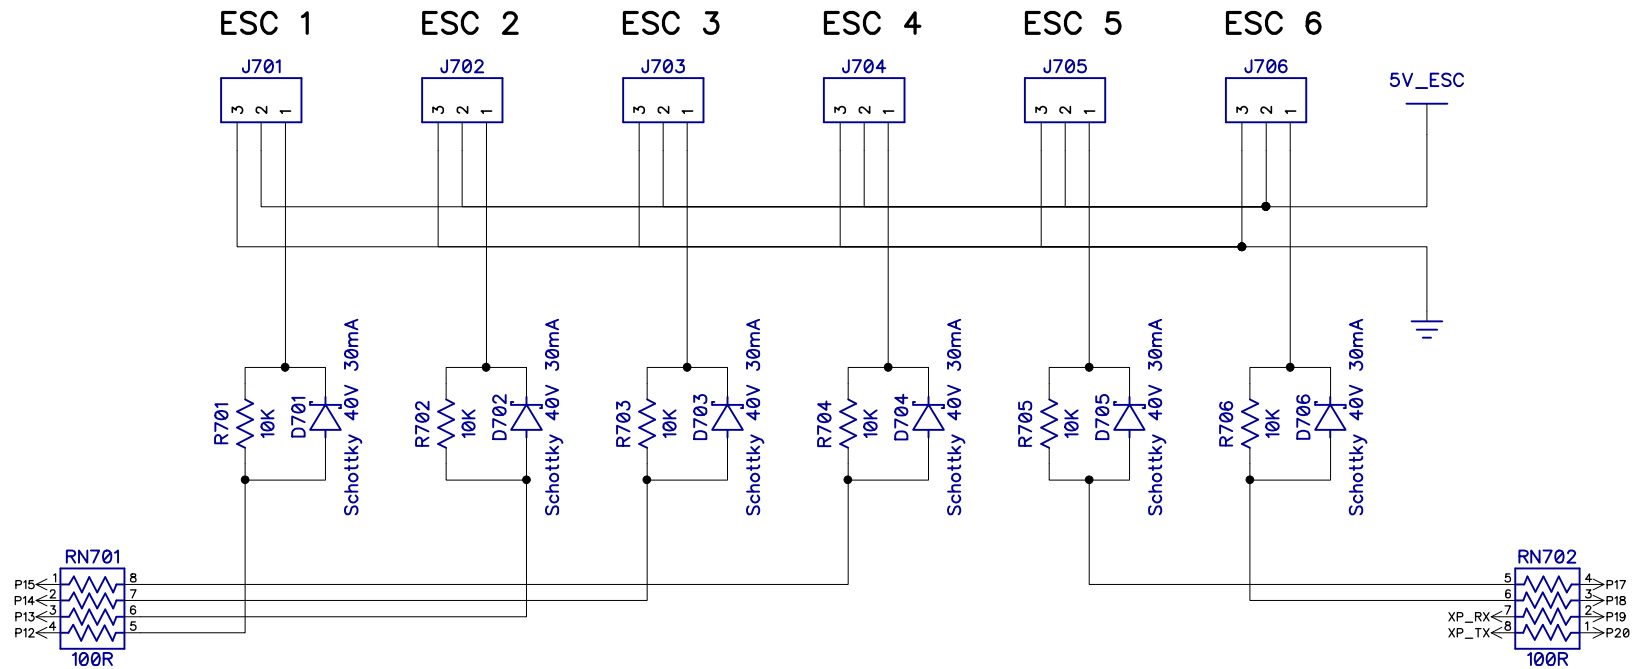 ESC 1 ESC 2 ESC 3 ESC 4 ESC 5 ESC 6
J701 J702 J703 J704 J705 J706 5V_ESC
3 2 1 3 2 1 3 2 1 3 2 1 3 2 1 3 2 1
R701 10K D701 Schottky 40V 30mA
R702 10K D702 Schottky 40V 30mA
R703 10K D703 Schottky 40V 30mA
R704 10K D704 Schottky 40V 30mA
R705 10K D705 Schottky 40V 30mA
R706 10K D706 Schottky 40V 30mA
RN701
P15 1 8
P14 2 7
P13 3 6
P12 4 5
100R
RN702
5 4 P17
6 3 P18
XP_RX 7 2 P19
XP_TX 8 1 P20
100R